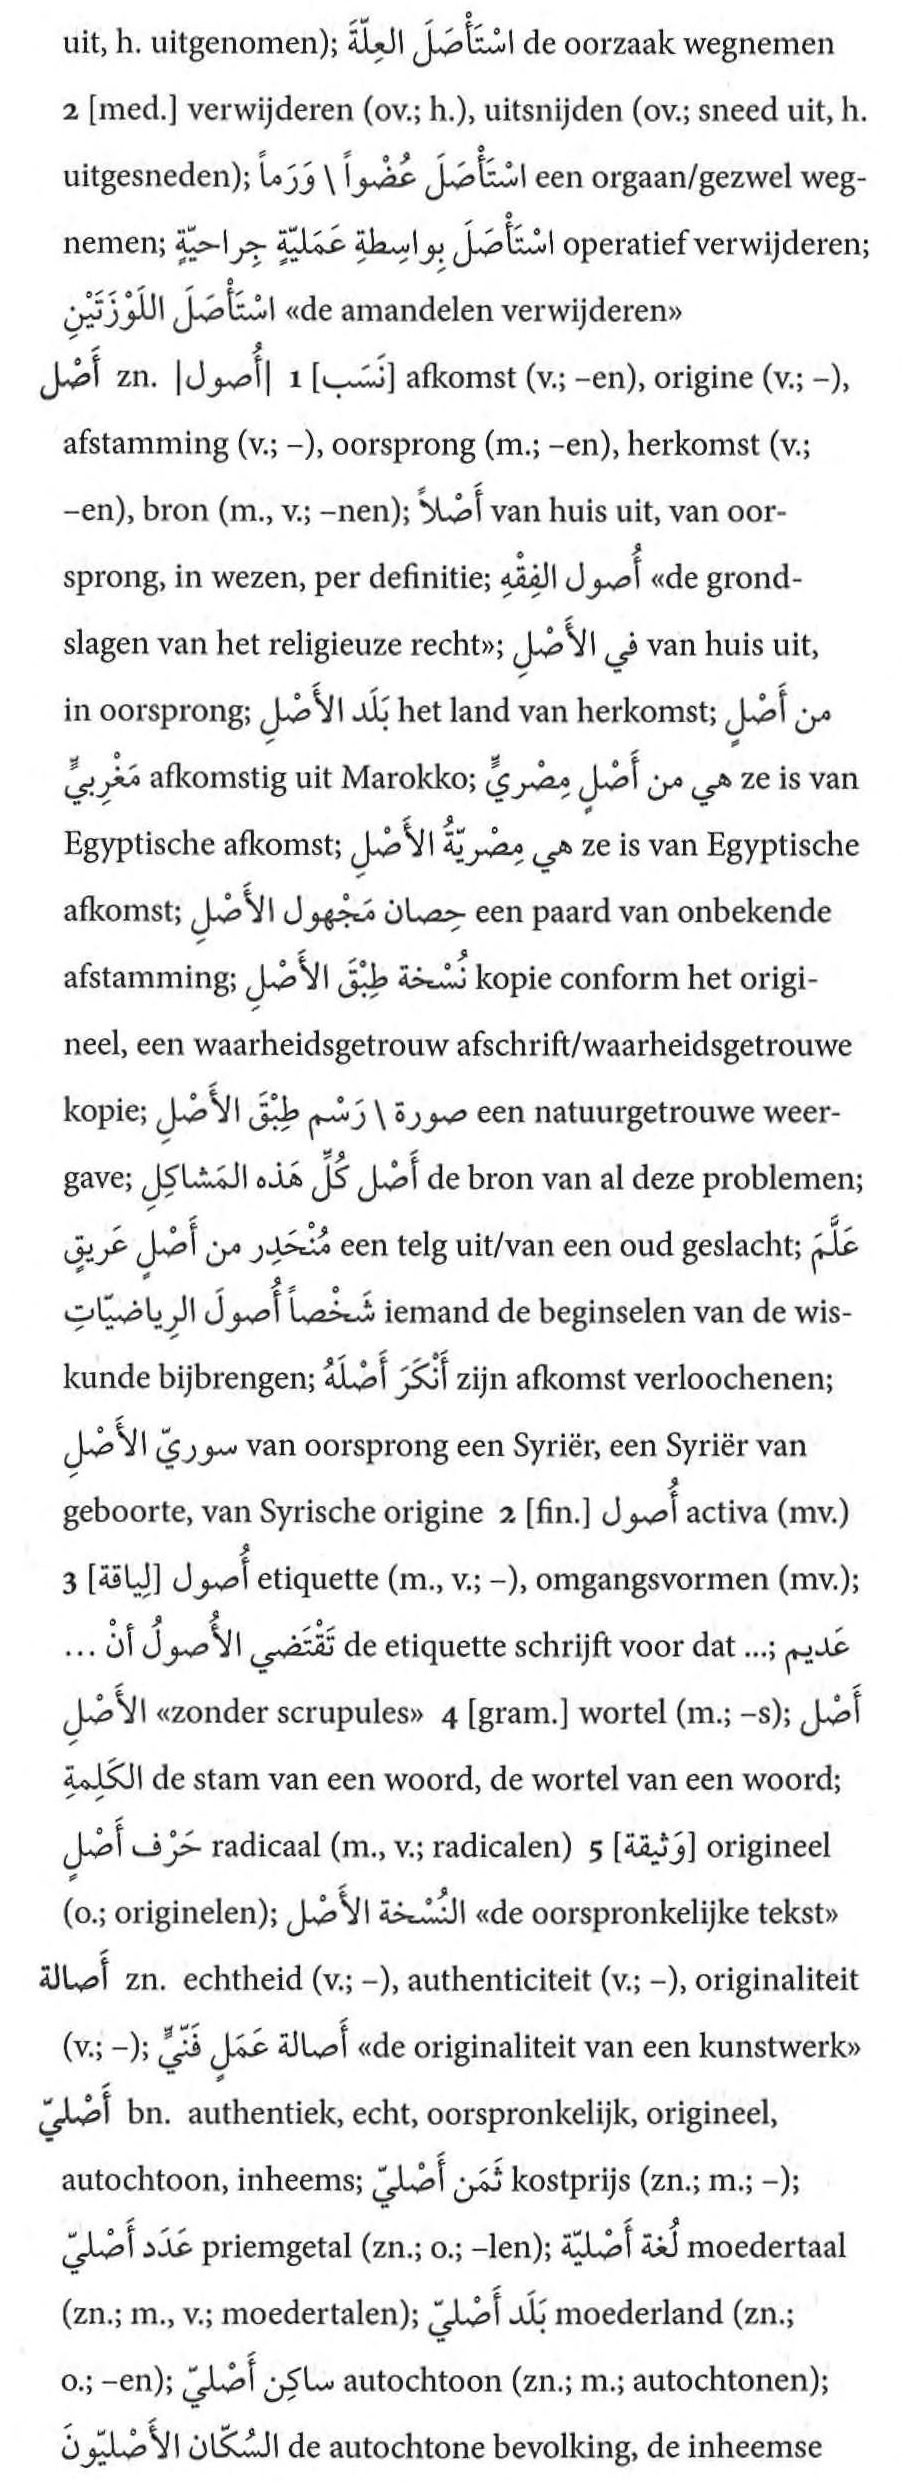 uit, h. uitgenomen); اسْتَأْصَلَ العِلَّةَ de oorzaak wegnemen
2 [med.] verwijderen (ov.; h.), uitsnijden (ov.; sneed uit, h.
uitgesneden); اسْتَأْصَلَ عُضْواً \ وَرَماً een orgaan/gezwel weg-
nemen; اسْتَأْصَلَ بِواسِطةِ عَمَليّةٍ جِراحيّةٍ operatief verwijderen;
اسْتَأْصَلَ اللَوْزَتَيْنِ «de amandelen verwijderen»
أَصْل zn. |أُصول| 1 [نَسَب] afkomst (v.; –en), origine (v.; –),
afstamming (v.; –), oorsprong (m.; –en), herkomst (v.;
–en), bron (m., v.; –nen); أَصْلاً van huis uit, van oor-
sprong, in wezen, per definitie; أُصول الفِقْهِ «de grond-
slagen van het religieuze recht»; في الأَصْلِ van huis uit,
in oorsprong; بَلَد الأَصْلِ het land van herkomst; من أَصْلٍ
مَغْرِبيٍّ afkomstig uit Marokko; هي من أَصْلٍ مِصْريٍّ ze is van
Egyptische afkomst; هي مِصْريّةُ الأَصْلِ ze is van Egyptische
afkomst; حِصان مَجْهول الأَصْلِ een paard van onbekende
afstamming; نُسْخة طِبْقَ الأَصْلِ kopie conform het origi-
neel, een waarheidsgetrouw afschrift/waarheidsgetrouwe
kopie; صورة \ رَسْم طِبْقَ الأَصْلِ een natuurgetrouwe weer-
gave; أَصْل كُلِّ هَذه المَشاكِلِ de bron van al deze problemen;
مُنْحَدِر من أَصْلٍ عَريقٍ een telg uit/van een oud geslacht; عَلَّمَ
شَخْصاً أُصولَ الرِياضيّاتِ iemand de beginselen van de wis-
kunde bijbrengen; أَنْكَرَ أَصْلَهُ zijn afkomst verloochenen;
سوريّ الأَصْلِ van oorsprong een Syriër, een Syriër van
geboorte, van Syrische origine 2 [fin.] أُصول activa (mv.)
3 [لِياقة] أُصول etiquette (m., v.; –), omgangsvormen (mv.);
تَقْتَضي الأُصولُ أنْ ... de etiquette schrijft voor dat ...; عَديم
الأَصْلِ «zonder scrupules» 4 [gram.] wortel (m.; –s); أَصْل
الكَلِمةِ de stam van een woord, de wortel van een woord;
حَرْف أَصْلٍ radicaal (m., v.; radicalen) 5 [وَثيقة] origineel
(o.; originelen); النُسْخة الأَصْل «de oorspronkelijke tekst»
أَصالة zn. echtheid (v.; –), authenticiteit (v.; –), originaliteit
(v.; –); أَصالة عَمَلٍ فَنّيٍّ «de originaliteit van een kunstwerk»
أَصْليّ bn. authentiek, echt, oorspronkelijk, origineel,
autochtoon, inheems; ثَمَن أَصْليّ kostprijs (zn.; m.; –);
عَدَد أَصْليّ priemgetal (zn.; o.; –len); لُغة أَصْليّة moedertaal
(zn.; m., v.; moedertalen); بَلَد أَصْليّ moederland (zn.;
o.; –en); ساكِن أَصْليّ autochtoon (zn.; m.; autochtonen);
السُكّان الأَصْليّونَ de autochtone bevolking, de inheemse